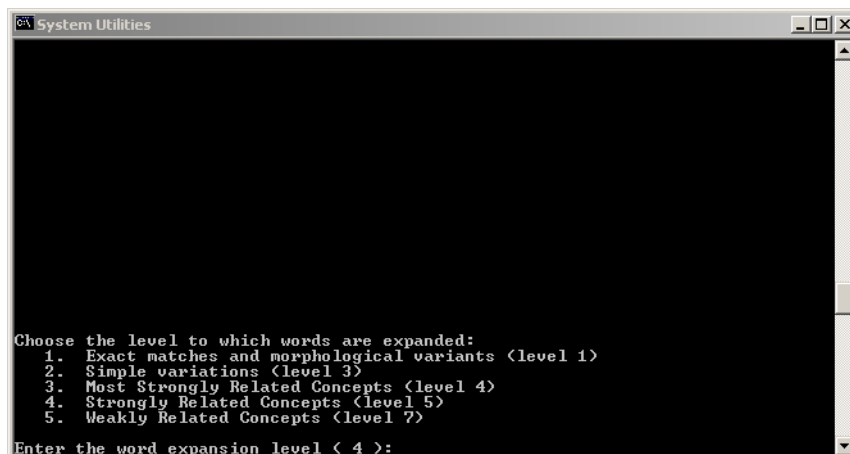 System Utilities
Choose the level to which words are expanded:
1. Exact matches and morphological variants (level 1)
2. Simple variations (level 3)
3. Most Strongly Related Concepts (level 4)
4. Strongly Related Concepts (level 5)
5. Weakly Related Concepts (level 7)
Enter the word expansion level ( 4 ):